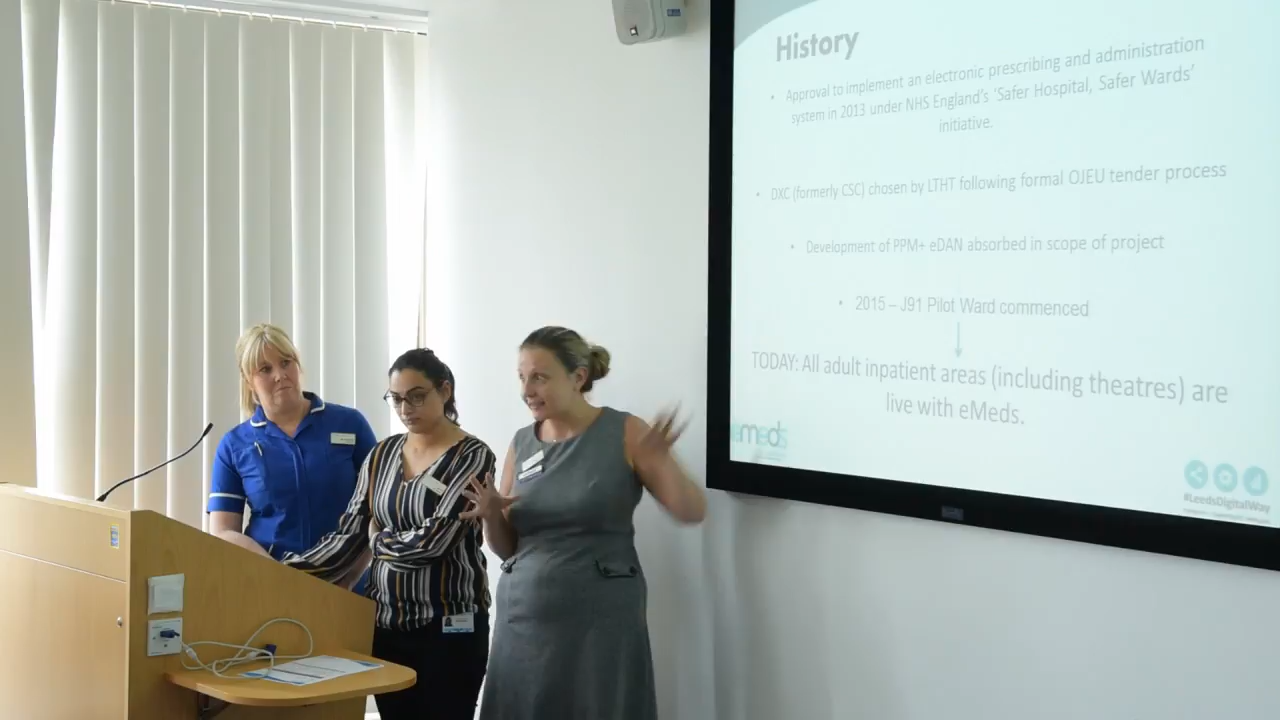 History
• Approval to implement an electronic prescribing and administration
system in 2013 under NHS England's 'Safer Hospital, Safer Wards'
initiative.
• DXC (formerly CSC) chosen by LTHT following formal OJEU tender process
• Development of PPM+ eDAN absorbed in scope of project
• 2015 – J91 Pilot Ward commenced
TODAY: All adult inpatient areas (including theatres) are
live with eMeds.
emeds
#LeedsDigitalWay